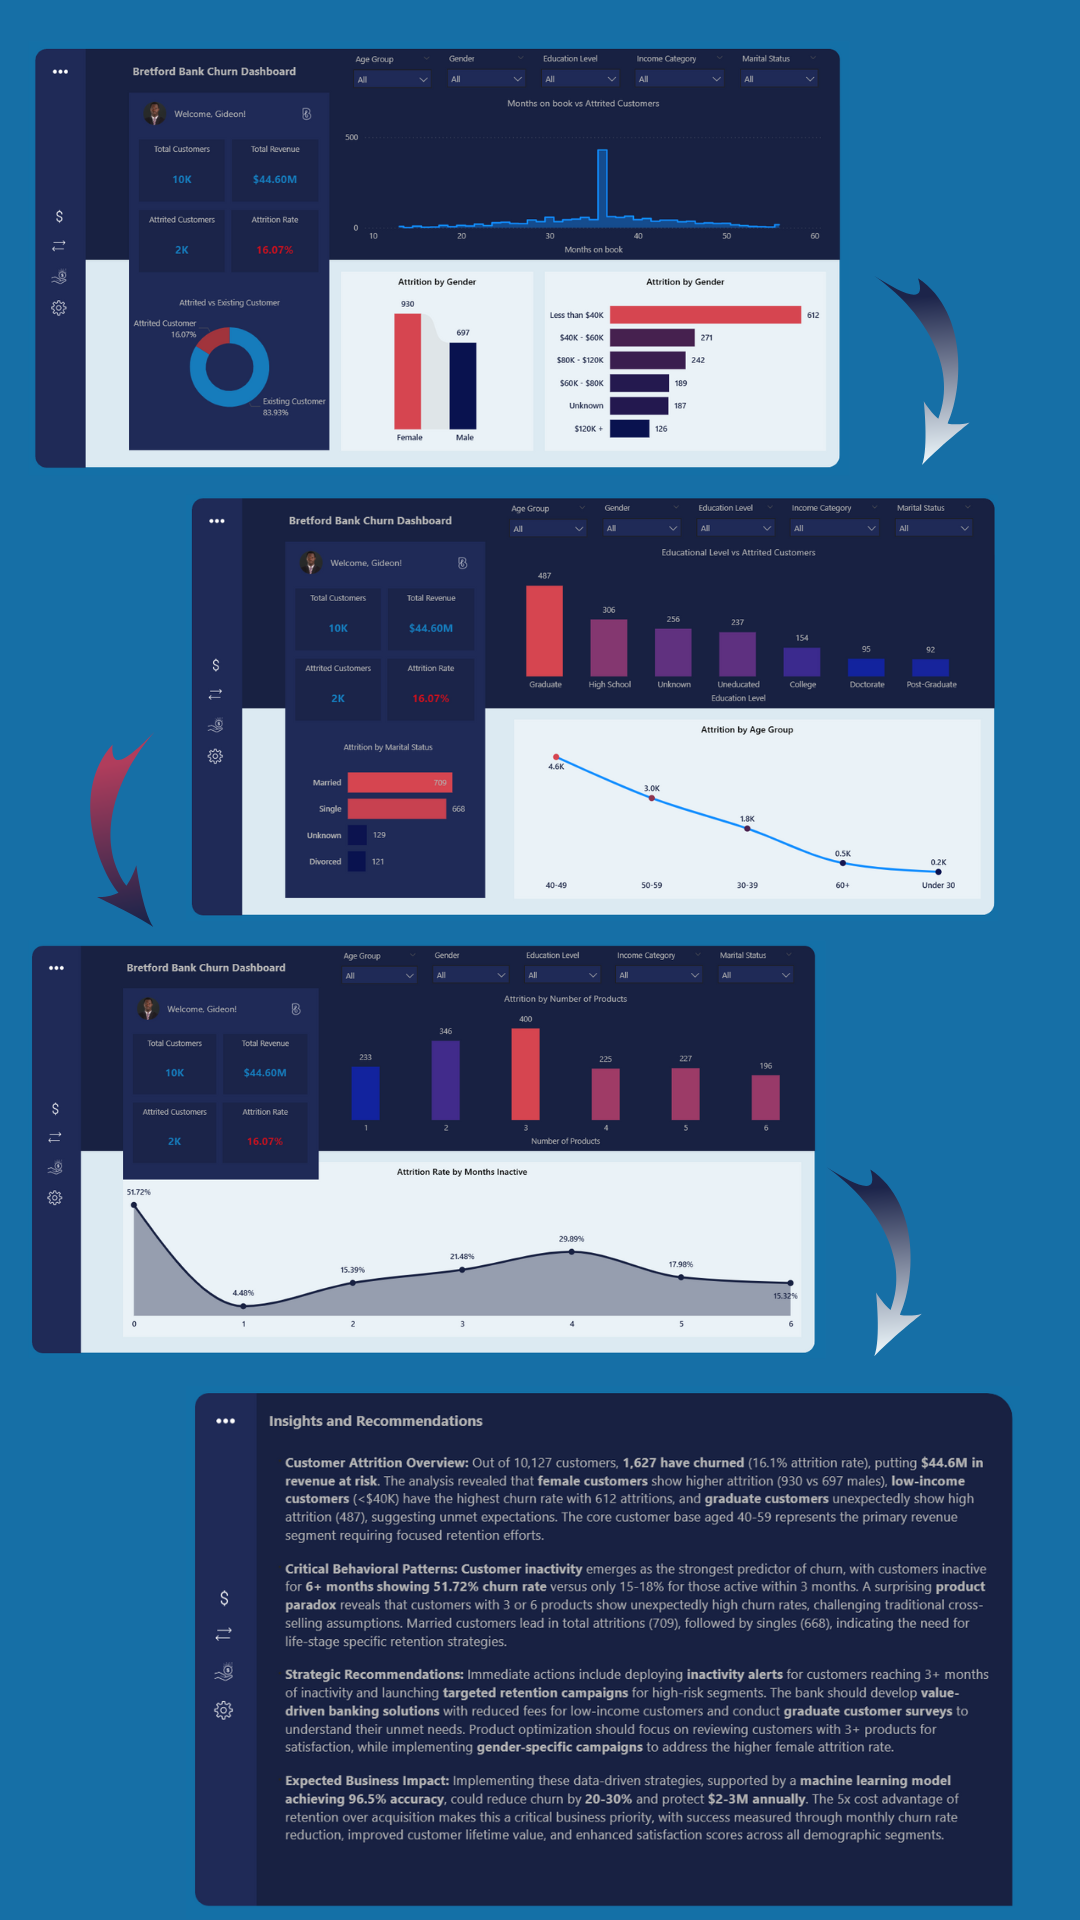 Bretford Bank Churn Dashboard
Age Group
Gender
Education Level
Income Category
Marital Status
All
All
All
All
All
Welcome, Gideon!
Total Customers
10K
Total Revenue
$44.60M
Attrited Customers
2K
Attrition Rate
16.07%
Attrited vs Existing Customer
Attrited Customer
16.07%
Existing Customer
83.93%
Months on book vs Attrited Customers
500
0
10
20
30
40
50
60
Months on book
Attrition by Gender
930
697
Female
Male
Attrition by Gender
Less than $40K 612
$40K - $60K 271
$80K - $120K 242
$60K - $80K 189
Unknown 187
$120K + 126
Bretford Bank Churn Dashboard
Age Group
Gender
Education Level
Income Category
Marital Status
All
All
All
All
All
Welcome, Gideon!
Total Customers
10K
Total Revenue
$44.60M
Attrited Customers
2K
Attrition Rate
16.07%
Attrition by Marital Status
Married 709
Single 668
Unknown 129
Divorced 121
Educational Level vs Attrited Customers
487
306
256
237
154
95
92
Graduate
High School
Unknown
Uneducated
College
Doctorate
Post-Graduate
Education Level
Attrition by Age Group
4.6K
3.0K
1.8K
0.5K
0.2K
40-49
50-59
30-39
60+
Under 30
Bretford Bank Churn Dashboard
Age Group
Gender
Education Level
Income Category
Marital Status
All
All
All
All
All
Welcome, Gideon!
Total Customers
10K
Total Revenue
$44.60M
Attrited Customers
2K
Attrition Rate
16.07%
Attrition by Number of Products
233
346
400
225
227
196
1
2
3
4
5
6
Number of Products
Attrition Rate by Months Inactive
51.72%
4.48%
15.39%
21.48%
29.89%
17.98%
15.32%
0
1
2
3
4
5
6
Insights and Recommendations
Customer Attrition Overview: Out of 10,127 customers, 1,627 have churned (16.1% attrition rate), putting $44.6M in
revenue at risk. The analysis revealed that female customers show higher attrition (930 vs 697 males), low-income
customers (<$40K) have the highest churn rate with 612 attritions, and graduate customers unexpectedly show high
attrition (487), suggesting unmet expectations. The core customer base aged 40-59 represents the primary revenue
segment requiring focused retention efforts.
Critical Behavioral Patterns: Customer inactivity emerges as the strongest predictor of churn, with customers inactive
for 6+ months showing 51.72% churn rate versus only 15-18% for those active within 3 months. A surprising product
paradox reveals that customers with 3 or 6 products show unexpectedly high churn rates, challenging traditional cross-
selling assumptions. Married customers lead in total attritions (709), followed by singles (668), indicating the need for
life-stage specific retention strategies.
Strategic Recommendations: Immediate actions include deploying inactivity alerts for customers reaching 3+ months
of inactivity and launching targeted retention campaigns for high-risk segments. The bank should develop value-
driven banking solutions with reduced fees for low-income customers and conduct graduate customer surveys to
understand their unmet needs. Product optimization should focus on reviewing customers with 3+ products for
satisfaction, while implementing gender-specific campaigns to address the higher female attrition rate.
Expected Business Impact: Implementing these data-driven strategies, supported by a machine learning model
achieving 96.5% accuracy, could reduce churn by 20-30% and protect $2-3M annually. The 5x cost advantage of
retention over acquisition makes this a critical business priority, with success measured through monthly churn rate
reduction, improved customer lifetime value, and enhanced satisfaction scores across all demographic segments.